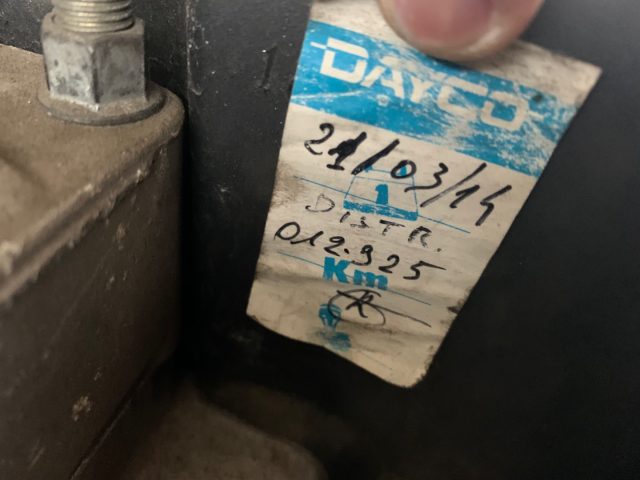 DAYCO
21/03/14
1
DISTR.
012.925
Km